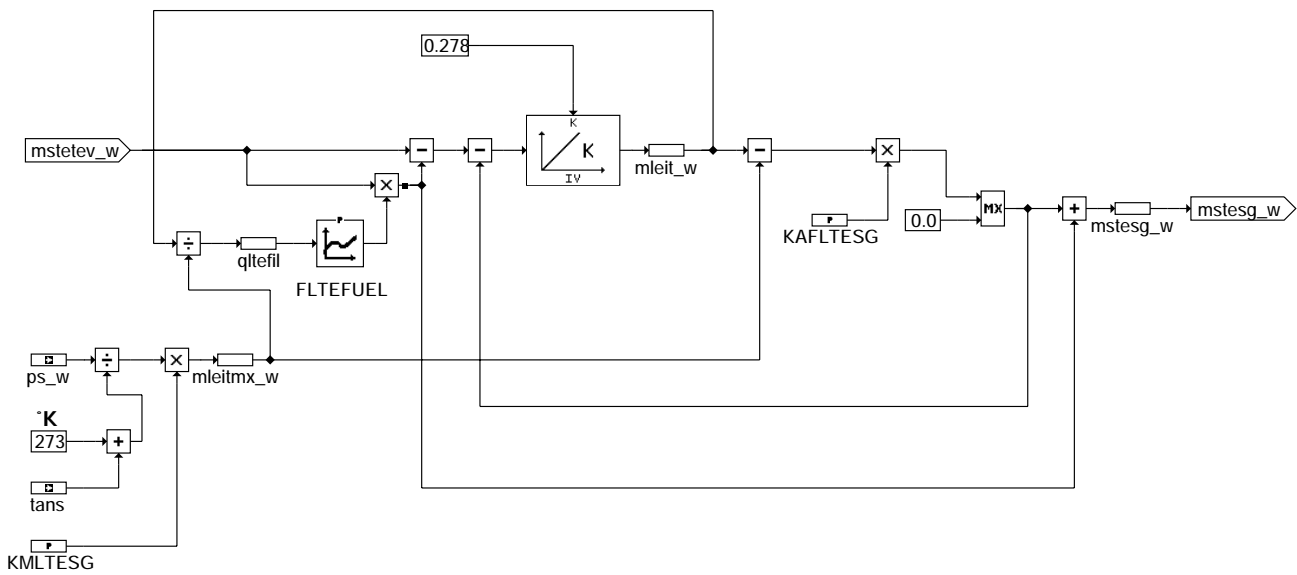 0.278
K
K
IV
mstetev_w
mleit_w
-
-
-
×
×
MX
0.0
+
mstesg_w
mstesg_w
KAFLTESG
÷
qltefil
P
FLTEFUEL
P
ps_w
÷
×
mleitmx_w
°K
273
+
tans
P
KMLTESG